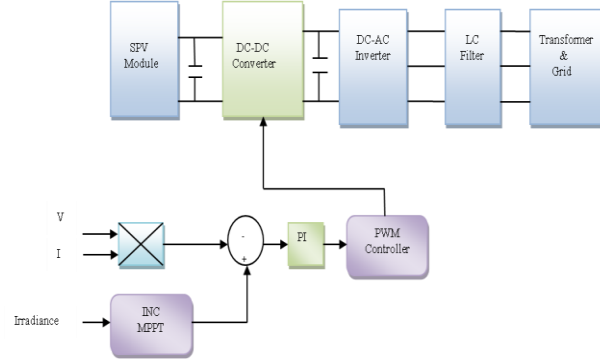 SPV
Module
DC-DC
Converter
DC-AC
Inverter
LC
Filter
Transformer
&
Grid
V
I
-
+
PI
PWM
Controller
Irradiance
INC
MPPT